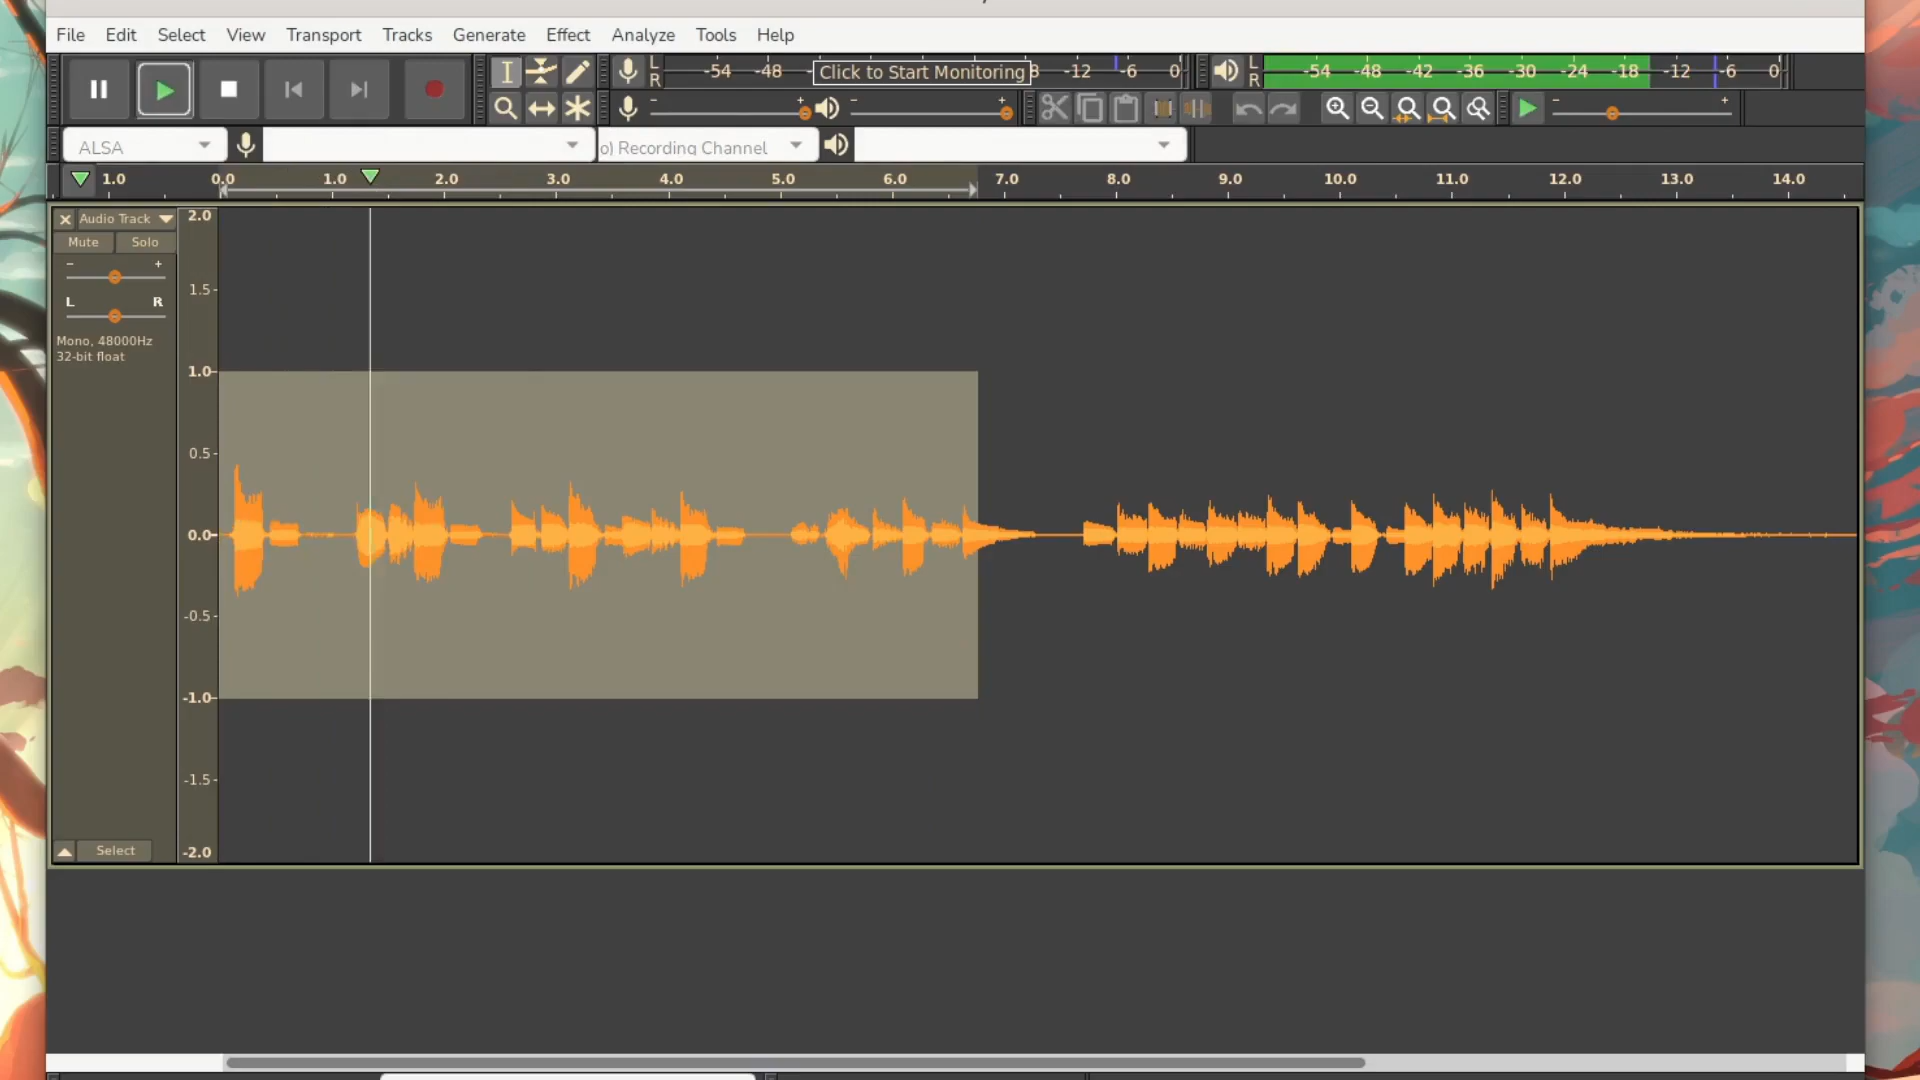 File Edit Select View Transport Tracks Generate Effect Analyze Tools Help
L R -54 -48 - Click to Start Monitoring 8 -12 -6 0
L R -54 -48 -42 -36 -30 -24 -18 -12 -6 0
- + - + - +
ALSA o) Recording Channel
1.0 0.0 1.0 2.0 3.0 4.0 5.0 6.0 7.0 8.0 9.0 10.0 11.0 12.0 13.0 14.0
Audio Track
Mute Solo
- +
L R
Mono, 48000Hz
32-bit float
Select
2.0
1.5-
1.0-
0.5-
0.0-
-0.5-
-1.0-
-1.5-
-2.0